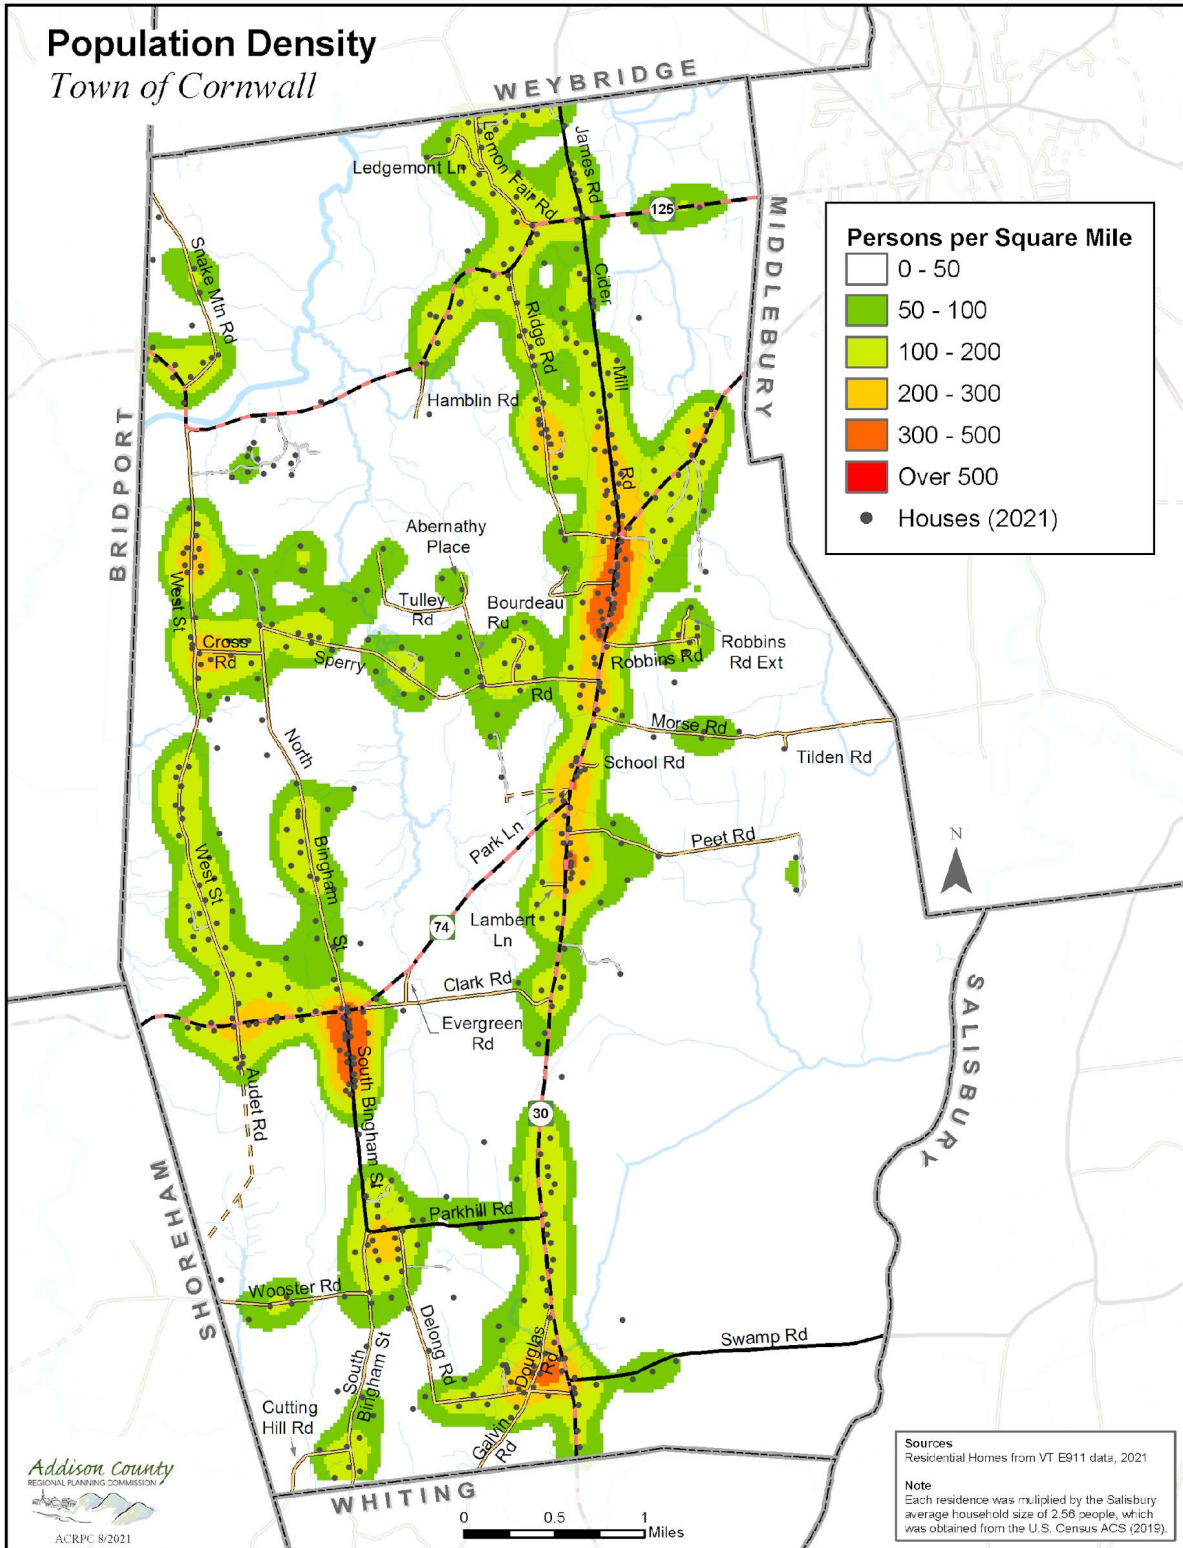 Population Density
Town of Cornwall
WEYBRIDGE
MIDDLEBURY
BRIDPORT
SHOREHAM
WHITING
SALISBURY
Persons per Square Mile
0 - 50
50 - 100
100 - 200
200 - 300
300 - 500
Over 500
Houses (2021)
Ledgemont Ln
Lemon Fair Rd
James Rd
125
Snake Mtn Rd
Cider
Mill
Rd
Ridge Rd
Hamblin Rd
Abernathy
Place
Tulley
Rd
Bourdeau
Rd
West St
Cross
Rd
Sperry
Rd
Robbins Rd
Robbins
Rd Ext
Morse Rd
Tilden Rd
School Rd
North
Bingham
St
Park Ln
Peet Rd
West St
74
Lambert
Ln
Clark Rd
Evergreen
Rd
Audet Rd
South Bingham St
30
Parkhill Rd
Wooster Rd
Delong Rd
Douglas
Rd
Swamp Rd
South
Bingham St
Cutting
Hill Rd
Galvin
Rd
N
0
0.5
1
Miles
Addison County
REGIONAL PLANNING COMMISSION
ACRPC 8/2021
Sources
Residential Homes from VT E911 data, 2021
Note
Each residence was muliplied by the Salisbury
average household size of 2.56 people, which
was obtained from the U.S. Census ACS (2019).